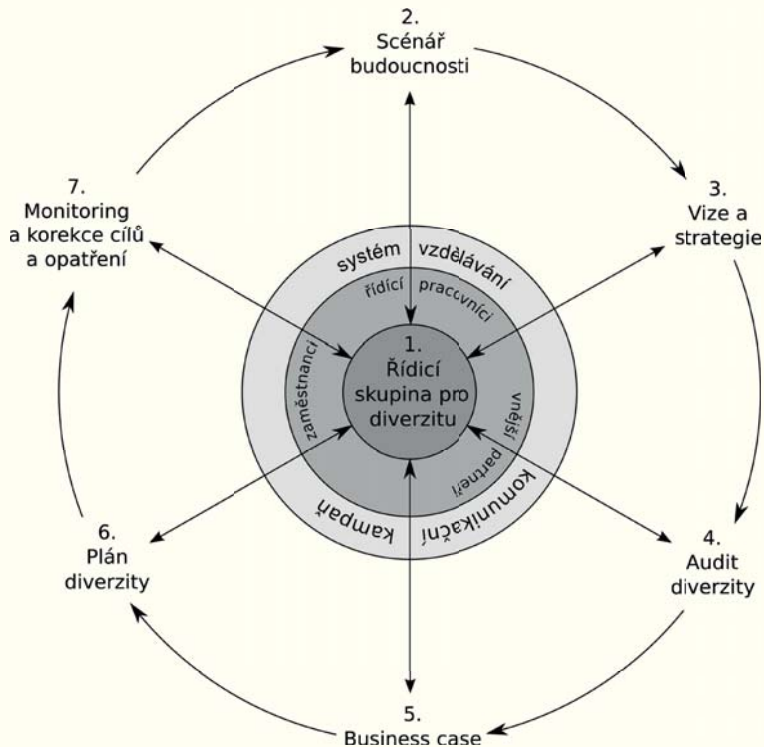 2.
Scénář
budoucnosti
3.
Vize a
strategie
4.
Audit
diverzity
5.
Business case
6.
Plán
diverzity
7.
Monitoring
a korekce cílů
a opatření
systém vzdělávání
komunikační kampaň
řídící pracovníci
vnější partneři
zaměstnanci
1.
Řídicí
skupina pro
diverzitu